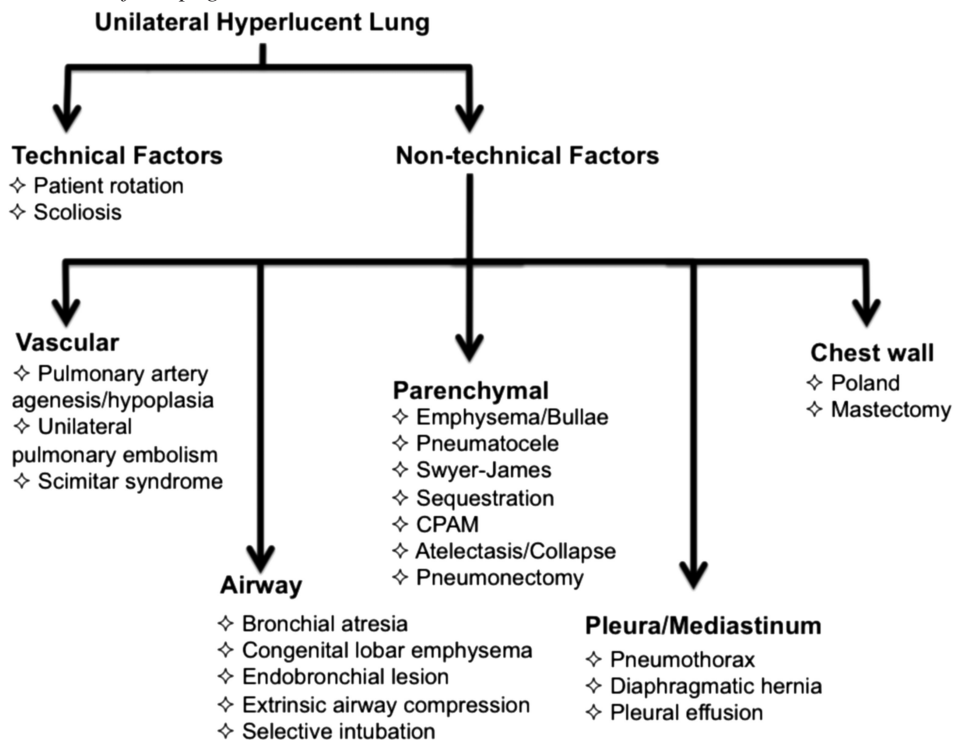 Unilateral Hyperlucent Lung
Technical Factors
✧ Patient rotation
✧ Scoliosis
Non-technical Factors
Vascular
✧ Pulmonary artery
agenesis/hypoplasia
✧ Unilateral
pulmonary embolism
✧ Scimitar syndrome
Airway
✧ Bronchial atresia
✧ Congenital lobar emphysema
✧ Endobronchial lesion
✧ Extrinsic airway compression
✧ Selective intubation
Parenchymal
✧ Emphysema/Bullae
✧ Pneumatocele
✧ Swyer-James
✧ Sequestration
✧ CPAM
✧ Atelectasis/Collapse
✧ Pneumonectomy
Pleura/Mediastinum
✧ Pneumothorax
✧ Diaphragmatic hernia
✧ Pleural effusion
Chest wall
✧ Poland
✧ Mastectomy